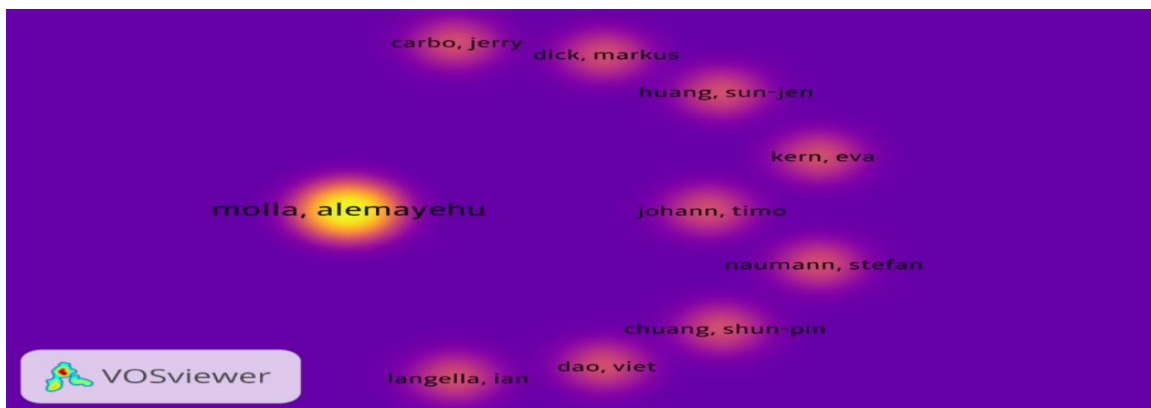 carbo, jerry
dick, markus
huang, sun-jen
kern, eva
molla, alemayehu
johann, timo
naumann, stefan
chuang, shun-pin
dao, viet
langella, ian
VOSviewer